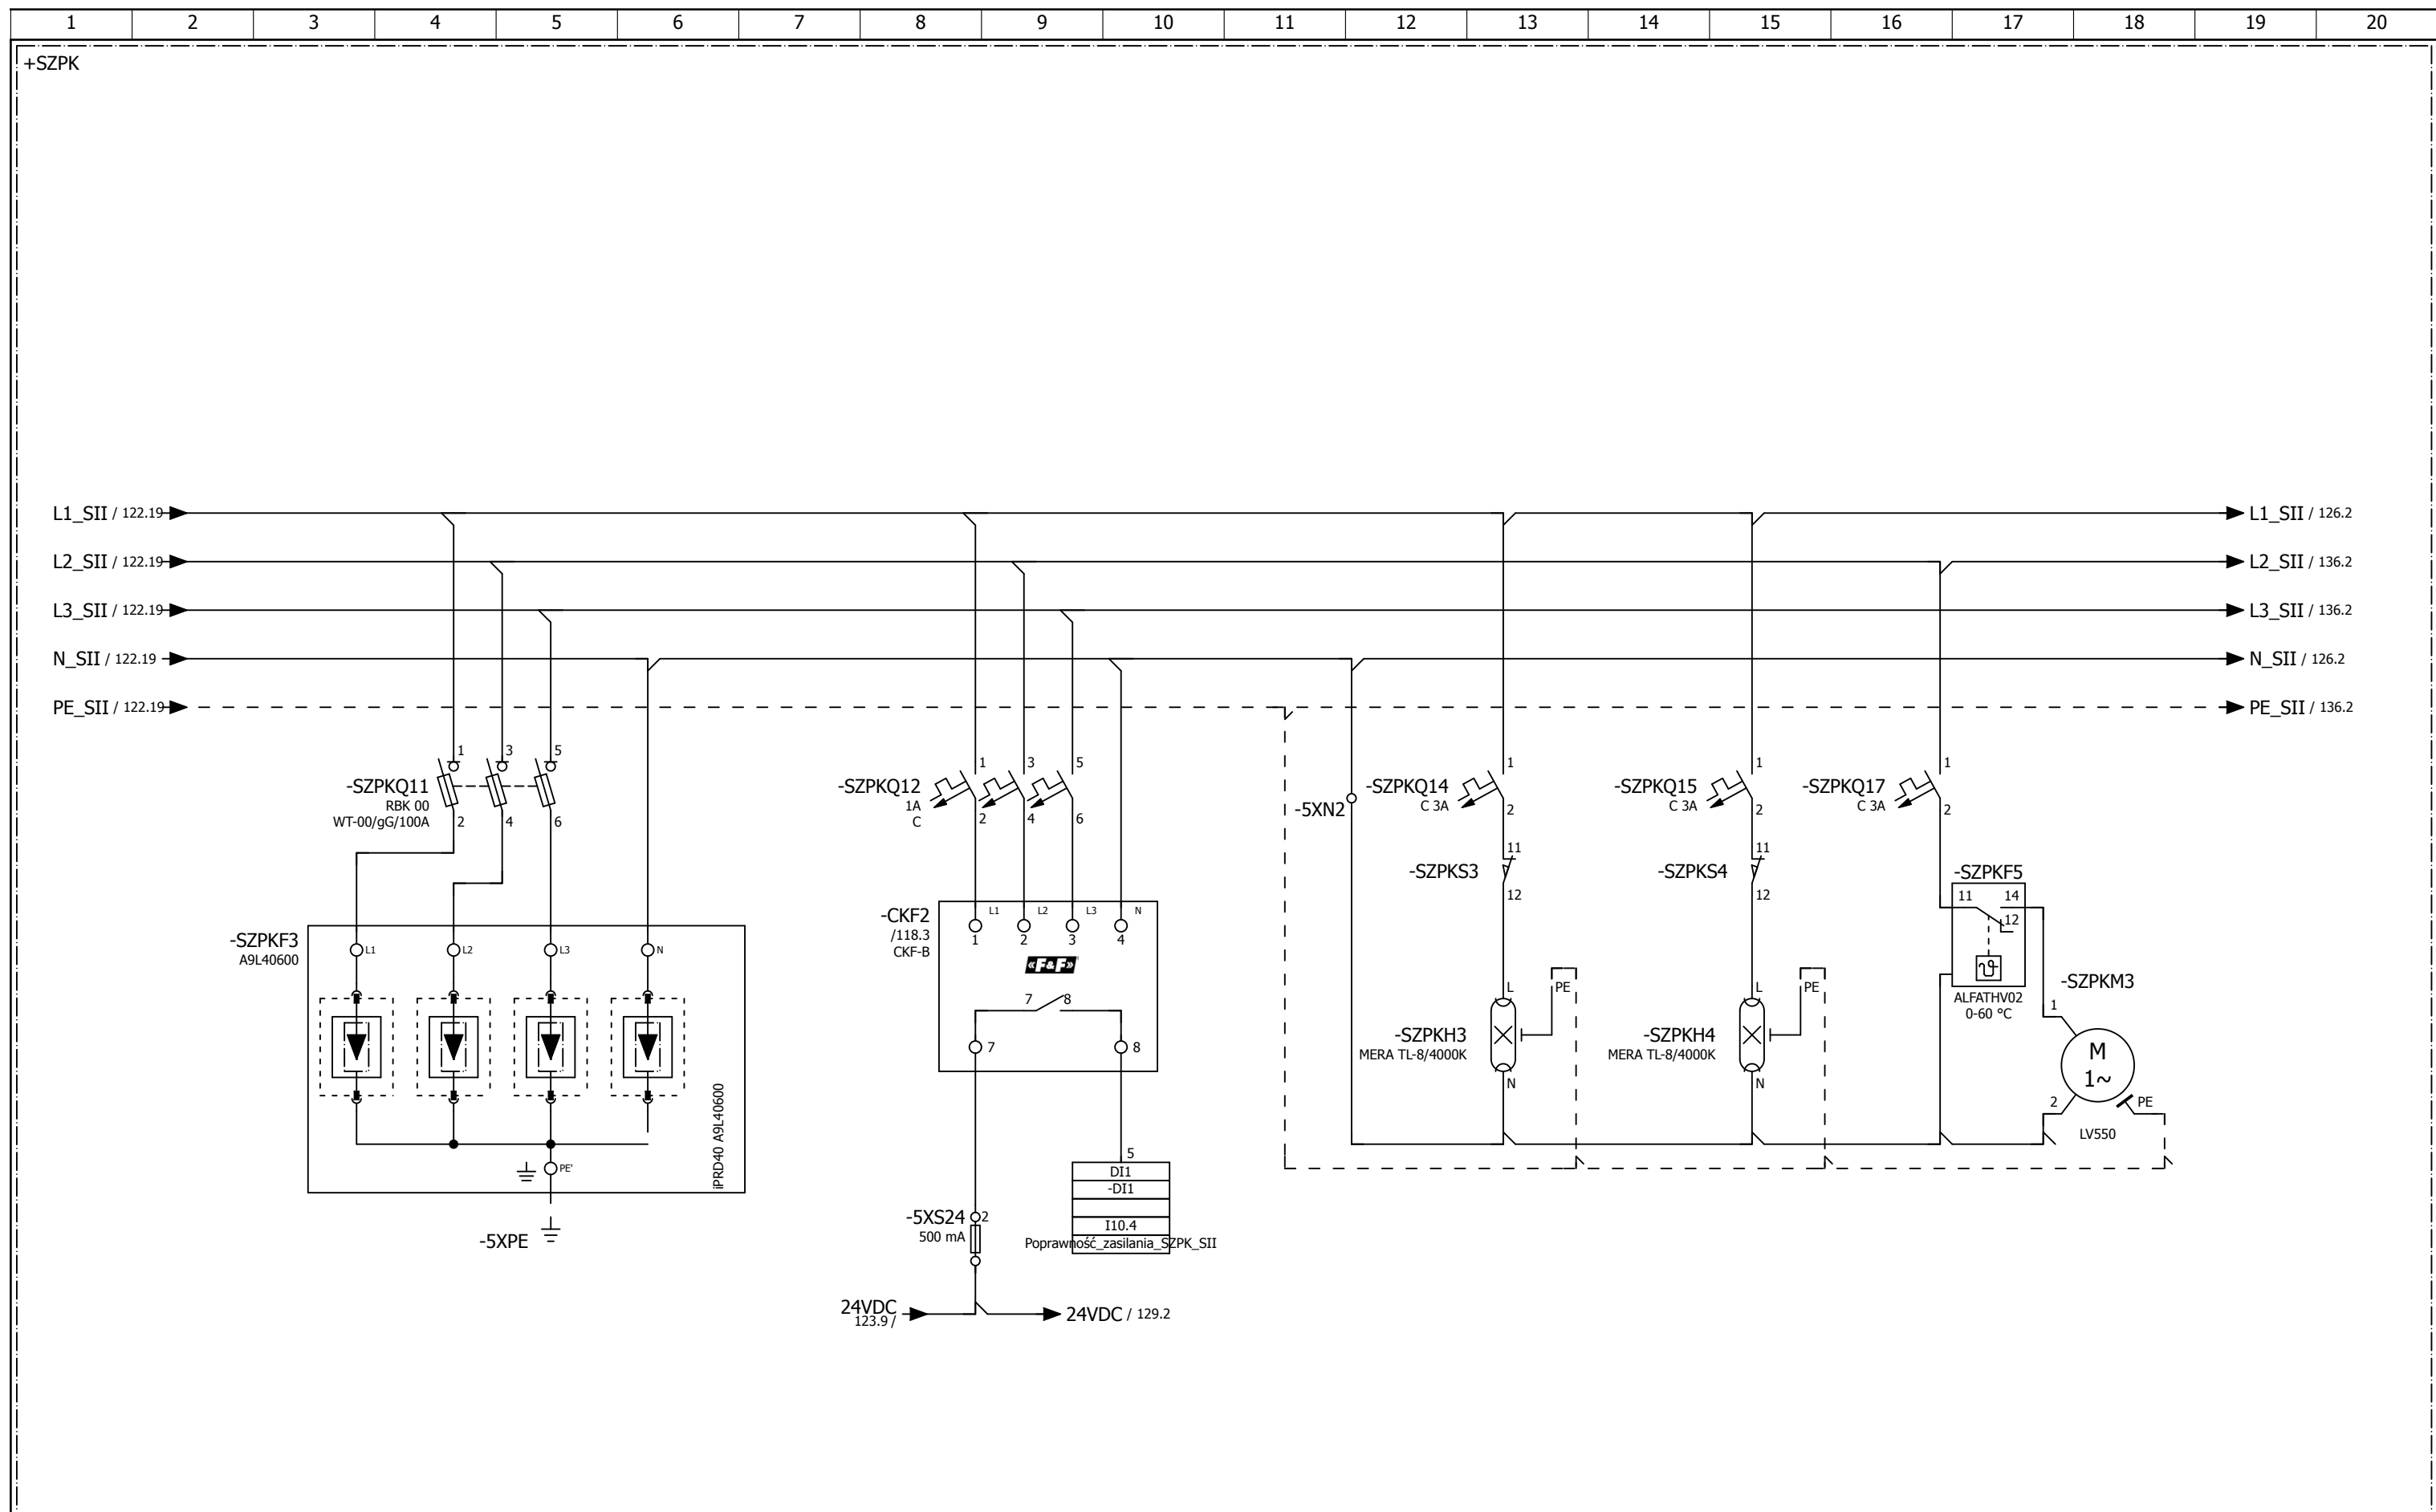 1 2 3 4 5 6 7 8 9 10 11 12 13 14 15 16 17 18 19 20
+SZPK
L1_SII / 122.19
L1_SII / 126.2
L2_SII / 122.19
L2_SII / 136.2
L3_SII / 122.19
L3_SII / 136.2
N_SII / 122.19
N_SII / 126.2
PE_SII / 122.19
PE_SII / 136.2
-SZPKQ11
RBK 00
WT-00/gG/100A
1 3 5
2 4 6
-SZPKF3
A9L40600
L1 L2 L3 N
iPRD40 A9L40600
PE'
-5XPE
-SZPKQ12
1A
C
1 3 5
2 4 6
-CKF2
/118.3
CKF-B
L1 L2 L3 N
1 2 3 4
«F&F»
7 8
7 8
-5XS24
500 mA
2
5
DI1
-DI1
I10.4
Poprawność_zasilania_SZPK_SII
24VDC
123.9 /
24VDC / 129.2
-5XN2
-SZPKQ14
C 3A
1
2
-SZPKS3
11
12
-SZPKH3
MERA TL-8/4000K
L
PE
N
-SZPKQ15
C 3A
1
2
-SZPKS4
11
12
-SZPKH4
MERA TL-8/4000K
L
PE
N
-SZPKQ17
C 3A
1
2
-SZPKF5
11 14
12
ϑ
ALFATHV02
0-60 °C
-SZPKM3
1
M
1~
2
PE
LV550